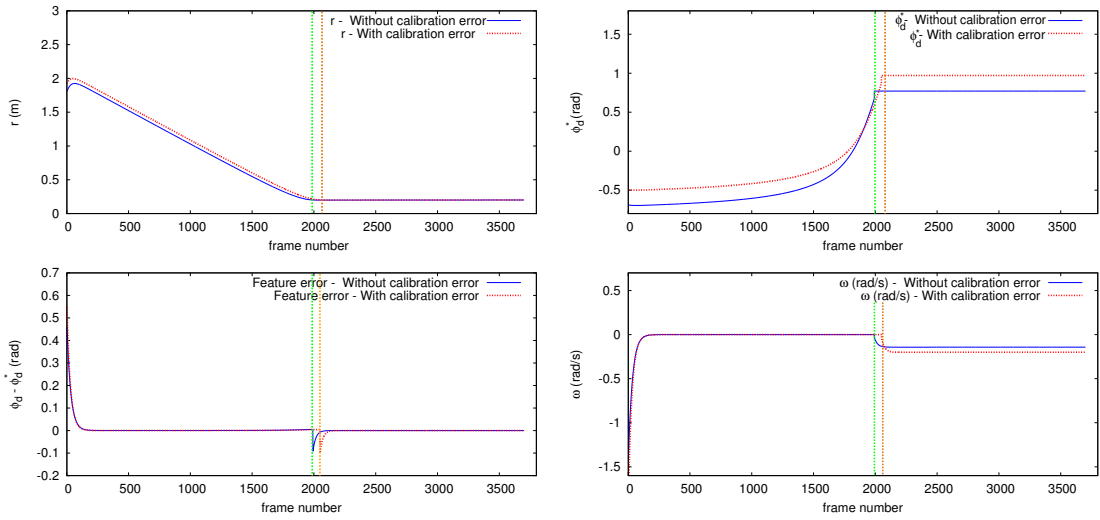 3
2.5
2
1.5
1
0.5
0
r (m)
r - Without calibration error
r - With calibration error
0 500 1000 1500 2000 2500 3000 3500
frame number
1.5
1
0.5
0
-0.5
ϕ*d (rad)
ϕ*d- Without calibration error
ϕ*d- With calibration error
0 500 1000 1500 2000 2500 3000 3500
frame number
0.7
0.6
0.5
0.4
0.3
0.2
0.1
0
-0.1
-0.2
ϕd - ϕ*d (rad)
Feature error - Without calibration error
Feature error - With calibration error
0 500 1000 1500 2000 2500 3000 3500
frame number
0.5
0
-0.5
-1
-1.5
ω (rad/s)
ω (rad/s) - Without calibration error
ω (rad/s) - With calibration error
0 500 1000 1500 2000 2500 3000 3500
frame number